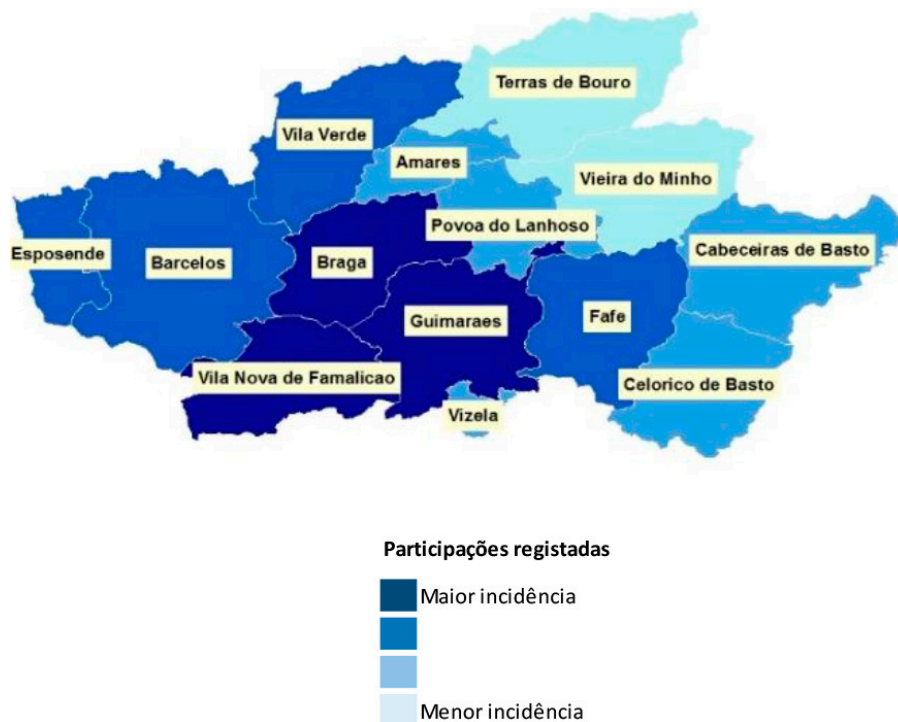 Terras de Bouro
Vila Verde
Amares
Vieira do Minho
Povoa do Lanhoso
Esposende
Barcelos
Braga
Cabeceiras de Basto
Guimaraes
Fafe
Vila Nova de Famalicao
Celorico de Basto
Vizela
Participações registadas
Maior incidência
Menor incidência